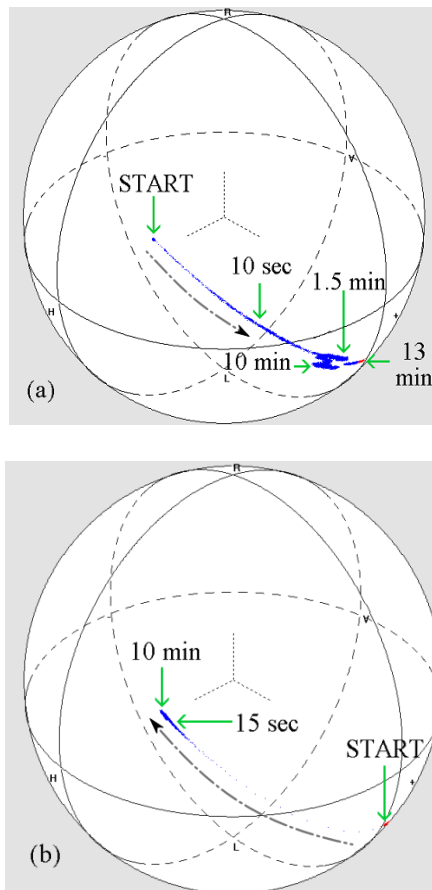 R
A
START
10 sec
1.5 min
H
+
10 min
13
min
L
(a)
R
A
10 min
15 sec
START
H
+
L
(b)